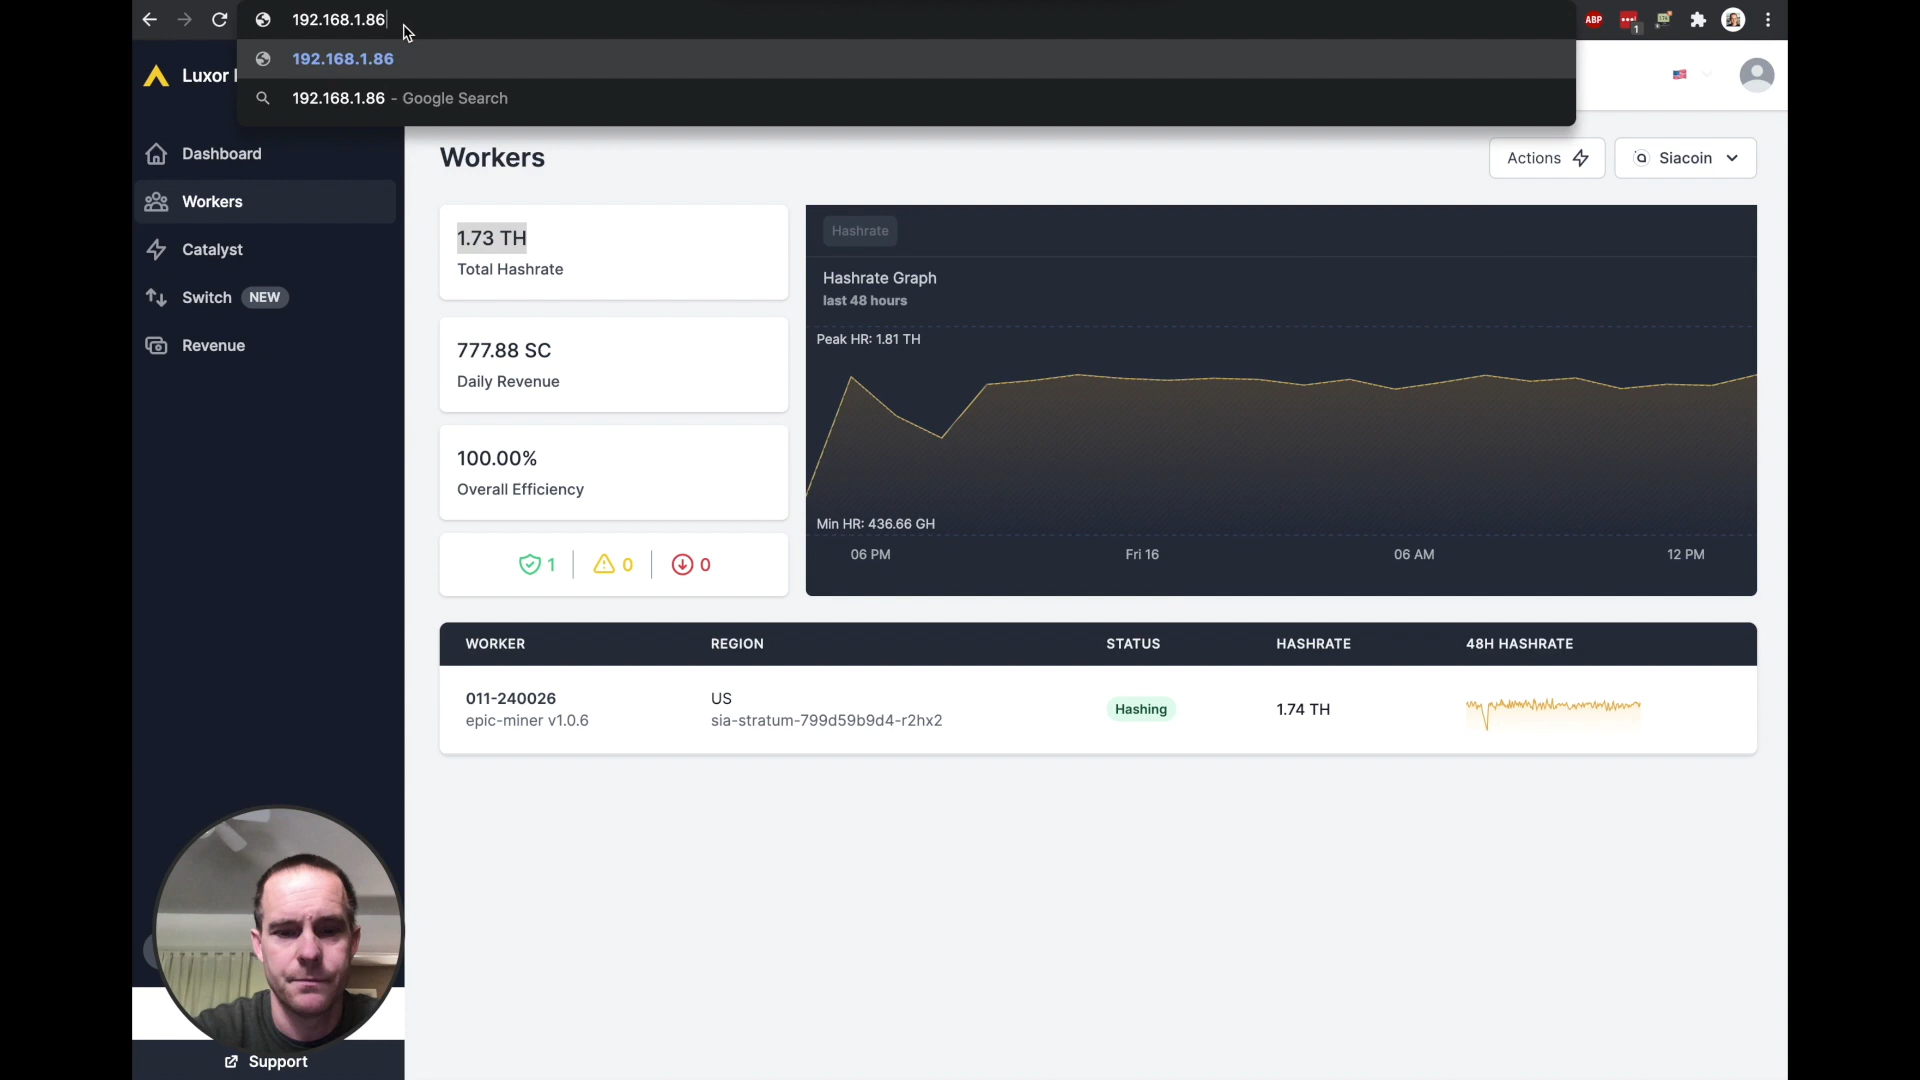 192.168.1.86
192.168.1.86
192.168.1.86 - Google Search
ABP
1
Luxor
Dashboard
Workers
Catalyst
Switch NEW
Revenue
Support
Workers
Actions
Siacoin
1.73 TH
Total Hashrate
777.88 SC
Daily Revenue
100.00%
Overall Efficiency
1
0
0
Hashrate
Hashrate Graph
last 48 hours
Peak HR: 1.81 TH
Min HR: 436.66 GH
06 PM
Fri 16
06 AM
12 PM
WORKER REGION STATUS HASHRATE 48H HASHRATE
011-240026 US Hashing 1.74 TH
epic-miner v1.0.6 sia-stratum-799d59b9d4-r2hx2